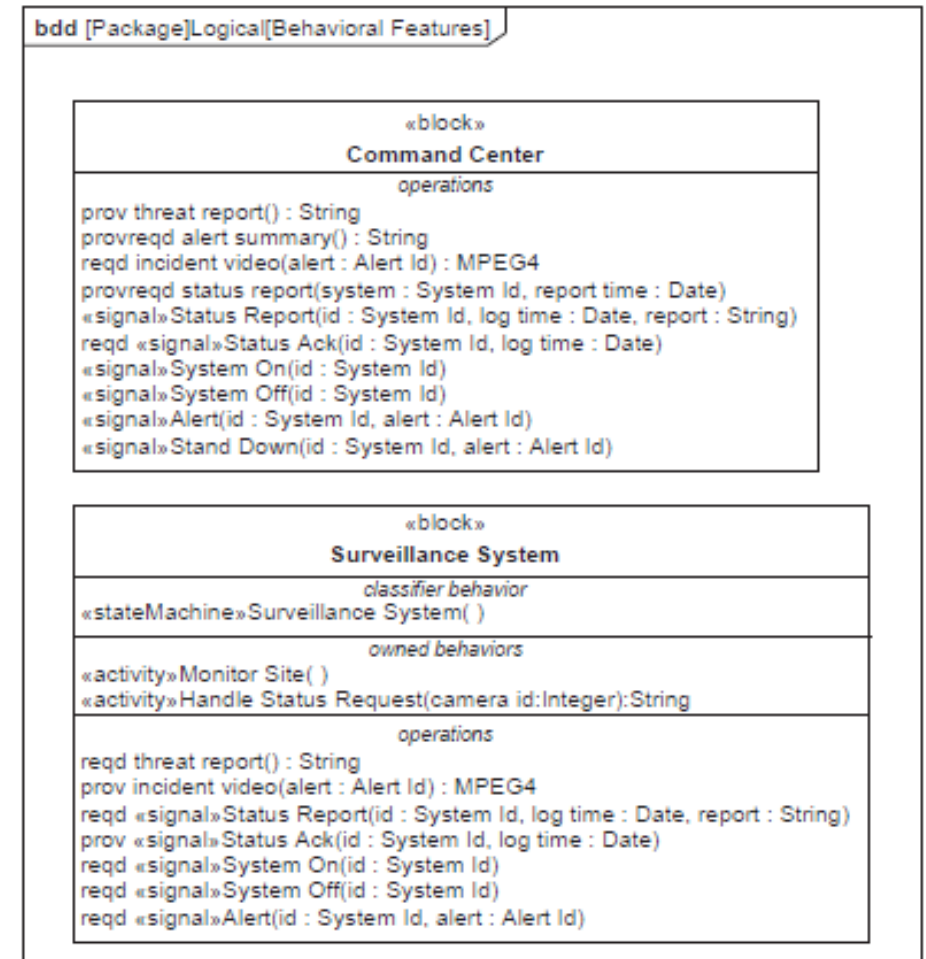 bdd [Package]Logical[Behavioral Features]
«block»
Command Center
operations
prov threat report() : String
provreqd alert summary() : String
reqd incident video(alert : Alert Id) : MPEG4
provreqd status report(system : System Id, report time : Date)
«signal»Status Report(id : System Id, log time : Date, report : String)
reqd «signal»Status Ack(id : System Id, log time : Date)
«signal»System On(id : System Id)
«signal»System Off(id : System Id)
«signal»Alert(id : System Id, alert : Alert Id)
«signal»Stand Down(id : System Id, alert : Alert Id)
«block»
Surveillance System
classifier behavior
«stateMachine»Surveillance System( )
owned behaviors
«activity»Monitor Site( )
«activity»Handle Status Request(camera id:Integer):String
operations
reqd threat report() : String
prov incident video(alert : Alert Id) : MPEG4
reqd «signal»Status Report(id : System Id, log time : Date, report : String)
prov «signal»Status Ack(id : System Id, log time : Date)
reqd «signal»System On(id : System Id)
reqd «signal»System Off(id : System Id)
reqd «signal»Alert(id : System Id, alert : Alert Id)